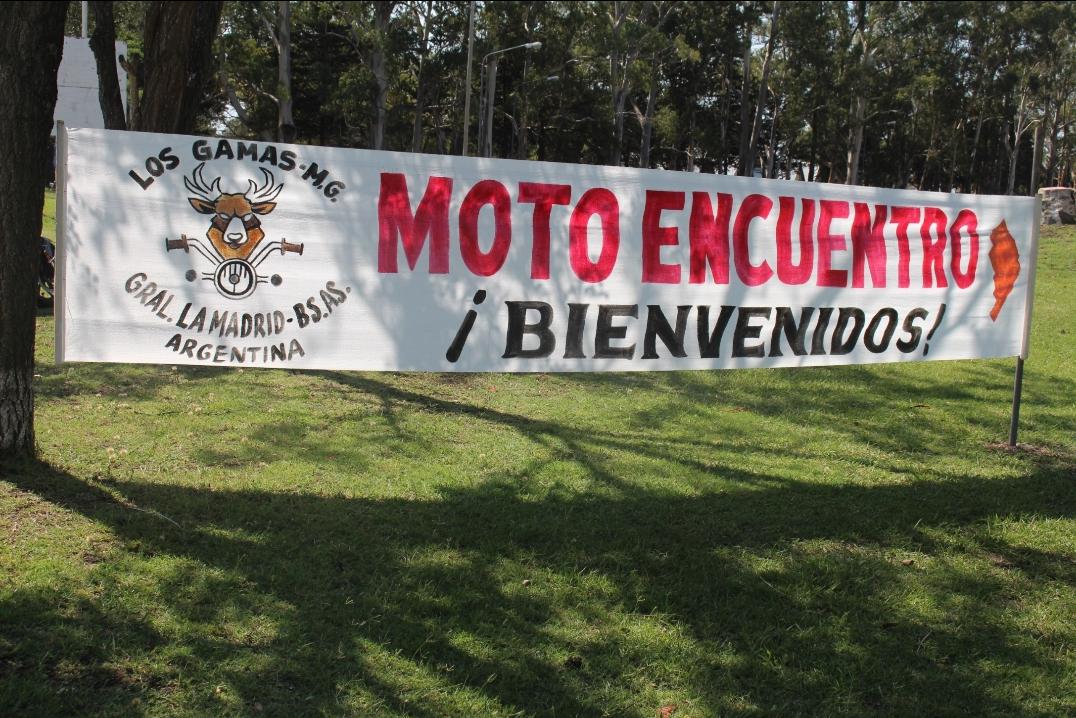 LOS GAMAS-M.G.
GRAL. LA MADRID-BS.AS.
ARGENTINA
MOTO ENCUENTRO
¡BIENVENIDOS!